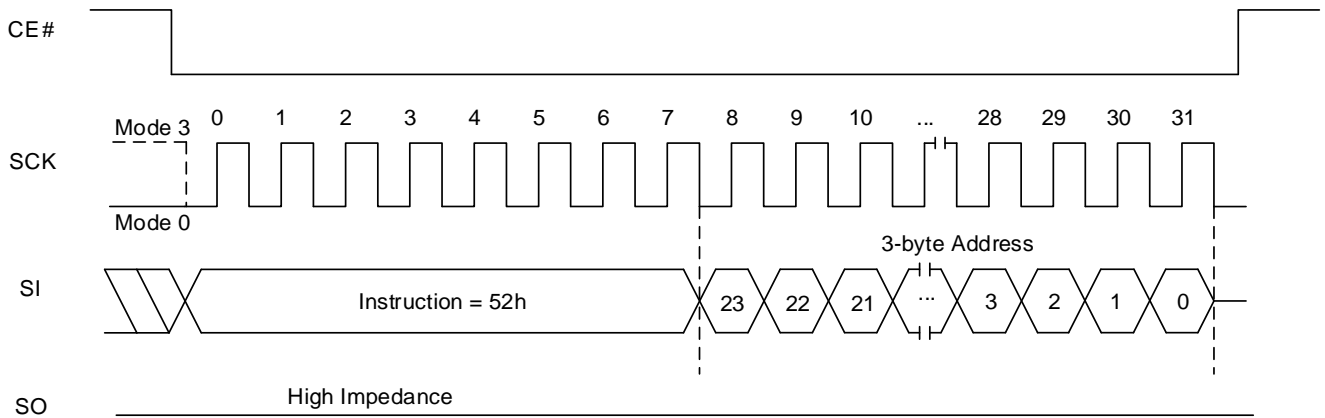 CE#
0 1 2 3 4 5 6 7 8 9 10 ... 28 29 30 31
Mode 3
SCK
Mode 0
3-byte Address
SI
Instruction = 52h 23 22 21 ... 3 2 1 0
High Impedance
SO